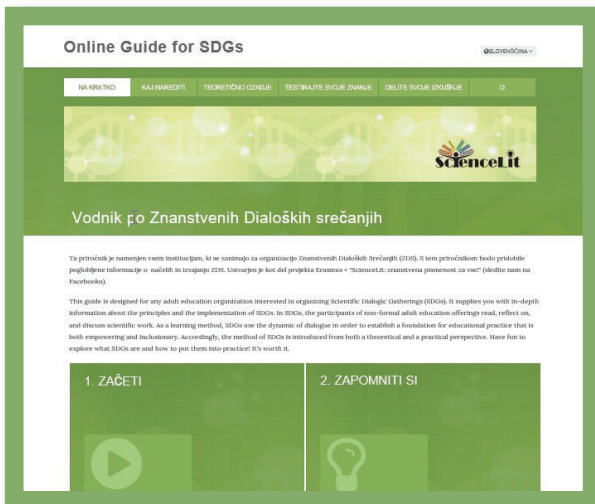 Online Guide for SDGs
SLOVENŠČINA
NA KRATKO KAJ NAREDITI TEORETIČNO OZADJE TESTIRAJTE SVOJE ZNANJE DELITE SVOJE IZKUŠNJE O
ScienceLit
Vodnik po Znanstvenih Dialoških srečanjih
Ta priročnik je namenjen vsem institucijam, ki se zanimajo za organizacijo Znanstvenih Dialoških Srečanjih (ZDS). S tem priročnikom bodo pridobile
poglobljene informacije o načelih in izvajanju ZDS. Ustvarjen je kot del projekta Erasmus + "ScienceLit: znanstvena pismenost za vse!" (sledite nam na
Facebooku).
This guide is designed for any adult education organization interested in organizing Scientific Dialogic Gatherings (SDGs). It supplies you with in-depth
information about the principles and the implementation of SDGs. In SDGs, the participants of non-formal adult education offerings read, reflect on,
and discuss scientific work. As a learning method, SDGs use the dynamic of dialogue in order to establish a foundation for educational practice that is
both empowering and inclusionary. Accordingly, the method of SDGs is introduced from both a theoretical and a practical perspective. Have fun to
explore what SDGs are and how to put them into practice! It's worth it.
1. ZAČETI
2. ZAPOMNITI SI